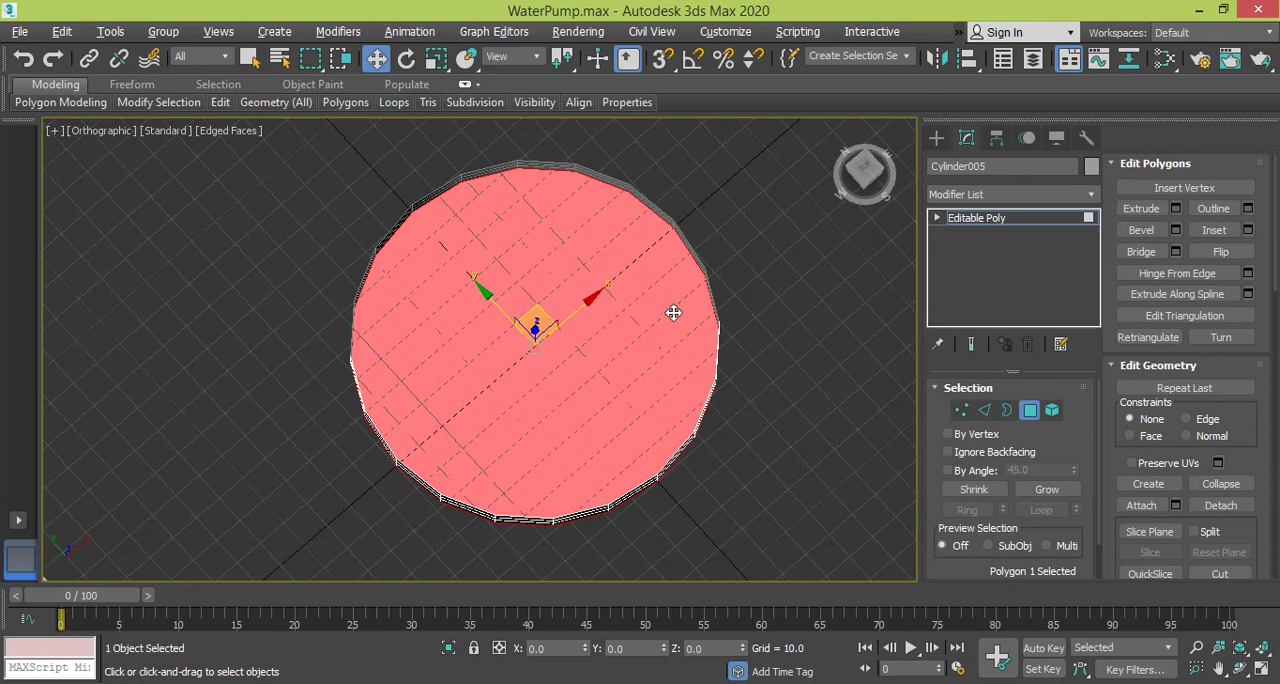 WaterPump.max - Autodesk 3ds Max 2020
File Edit Tools Group Views Create Modifiers Animation Graph Editors Rendering Civil View Customize Scripting Interactive » Sign In Workspaces: Default
All View Create Selection Se
Modeling Freeform Selection Object Paint Populate
Polygon Modeling Modify Selection Edit Geometry (All) Polygons Loops Tris Subdivision Visibility Align Properties
[+] [Orthographic] [Standard] [Edged Faces]
TOP
N E
W S
Cylinder005
Modifier List
Editable Poly
Selection
By Vertex
Ignore Backfacing
By Angle: 45.0
Shrink Grow
Ring Loop
Preview Selection
Off SubObj Multi
Polygon 1 Selected
Edit Polygons
Insert Vertex
Extrude Outline
Bevel Inset
Bridge Flip
Hinge From Edge
Extrude Along Spline
Edit Triangulation
Retriangulate Turn
Edit Geometry
Repeat Last
Constraints
None Edge
Face Normal
Preserve UVs
Create Collapse
Attach Detach
Slice Plane Split
Slice Reset Plane
QuickSlice Cut
< 0 / 100 >
0 5 10 15 20 25 30 35 40 45 50 55 60 65 70 75 80 85 90 95 100
1 Object Selected X: 0.0 Y: 0.0 Z: 0.0 Grid = 10.0 Auto Key Selected
MAXScript Mi Click or click-and-drag to select objects Add Time Tag 0 Set Key Key Filters...